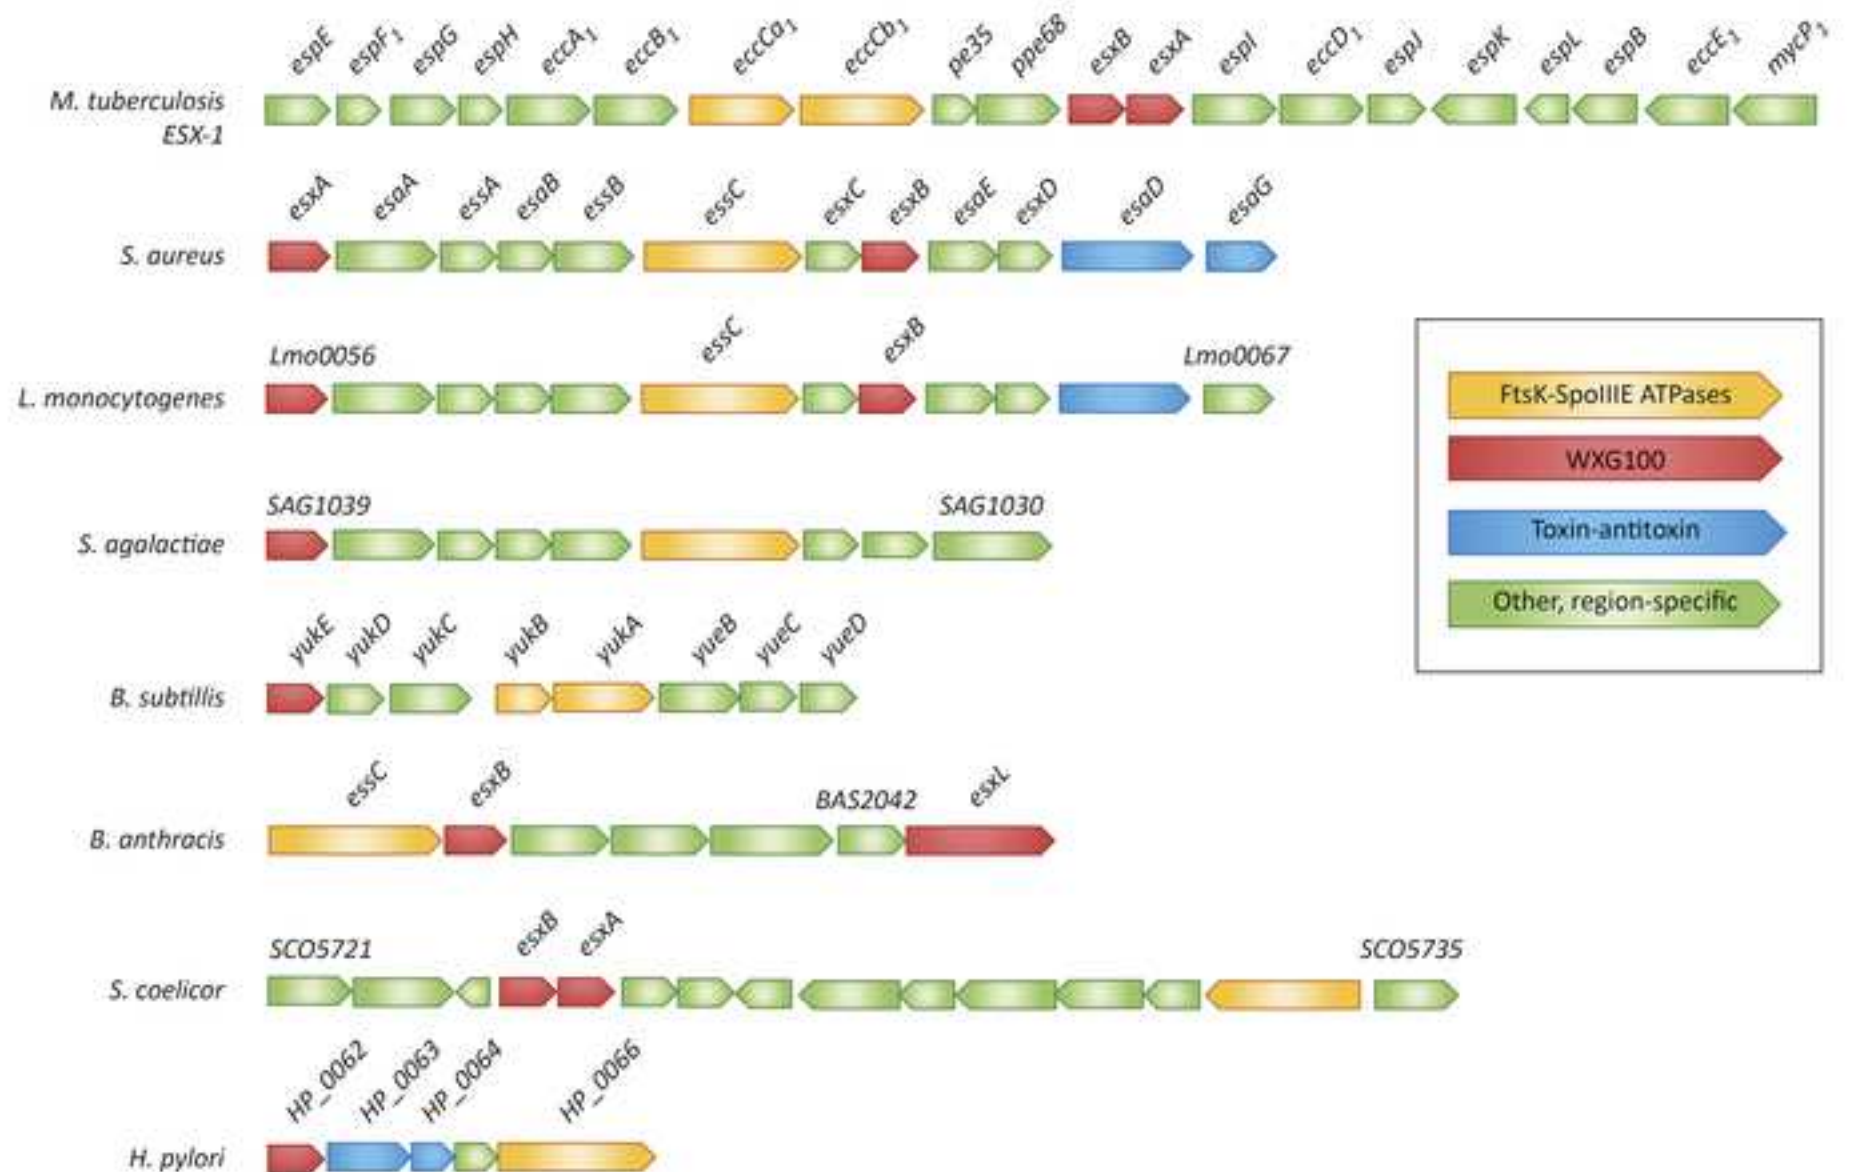 espE espF1 espG espH eccA1 eccB1 eccCa1 eccCb1 pe35 ppe68 esxB esxA espI eccD1 espJ espK espL espB eccE1 mycP1
M. tuberculosis
ESX-1
esxA esaA essA esaB essB essC esxC esxB esaE esxD esaD esaG
S. aureus
Lmo0056 essC esxB Lmo0067
L. monocytogenes
FtsK-SpoIIIE ATPases
WXG100
Toxin-antitoxin
Other, region-specific
SAG1039 SAG1030
S. agalactiae
yukE yukD yukC yukB yukA yueB yueC yueD
B. subtillis
essC esxB BAS2042 esxL
B. anthracis
SCO5721 esxB esxA SCO5735
S. coelicor
HP_0062 HP_0063 HP_0064 HP_0066
H. pylori